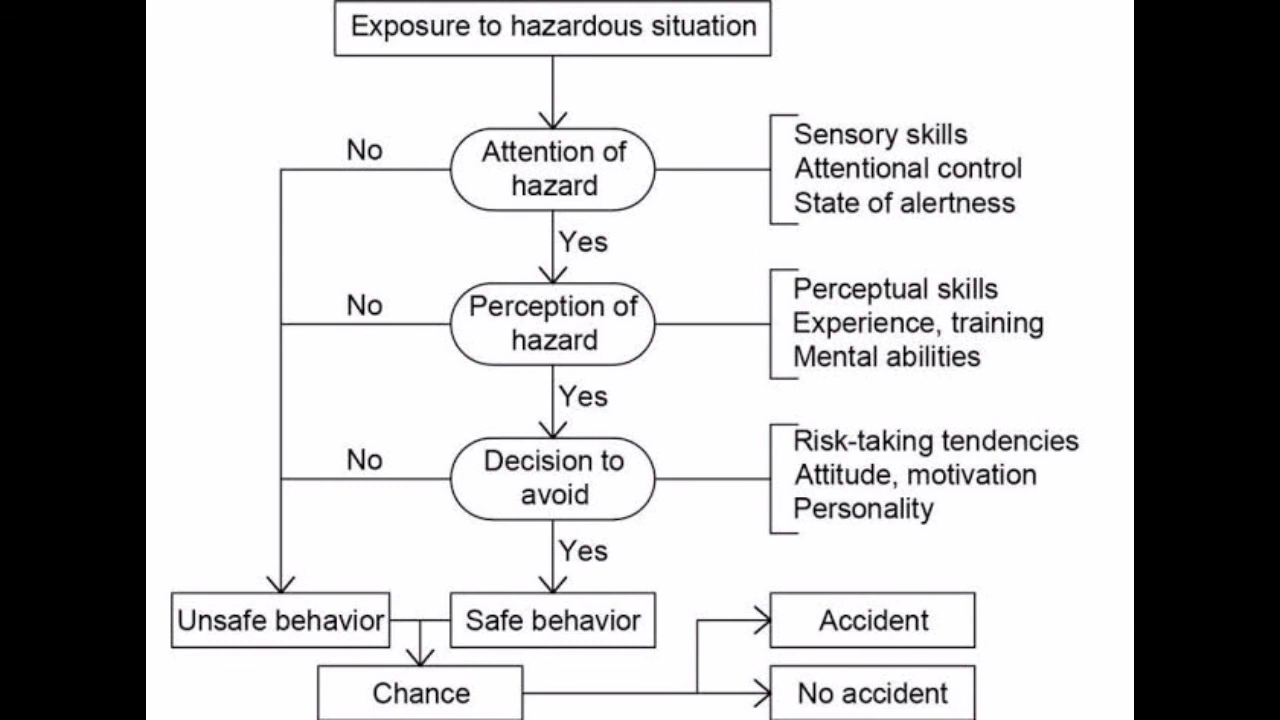 Exposure to hazardous situation
No
Attention of
hazard
Sensory skills
Attentional control
State of alertness
Yes
No
Perception of
hazard
Perceptual skills
Experience, training
Mental abilities
Yes
No
Decision to
avoid
Risk-taking tendencies
Attitude, motivation
Personality
Yes
Unsafe behavior
Safe behavior
Accident
Chance
No accident